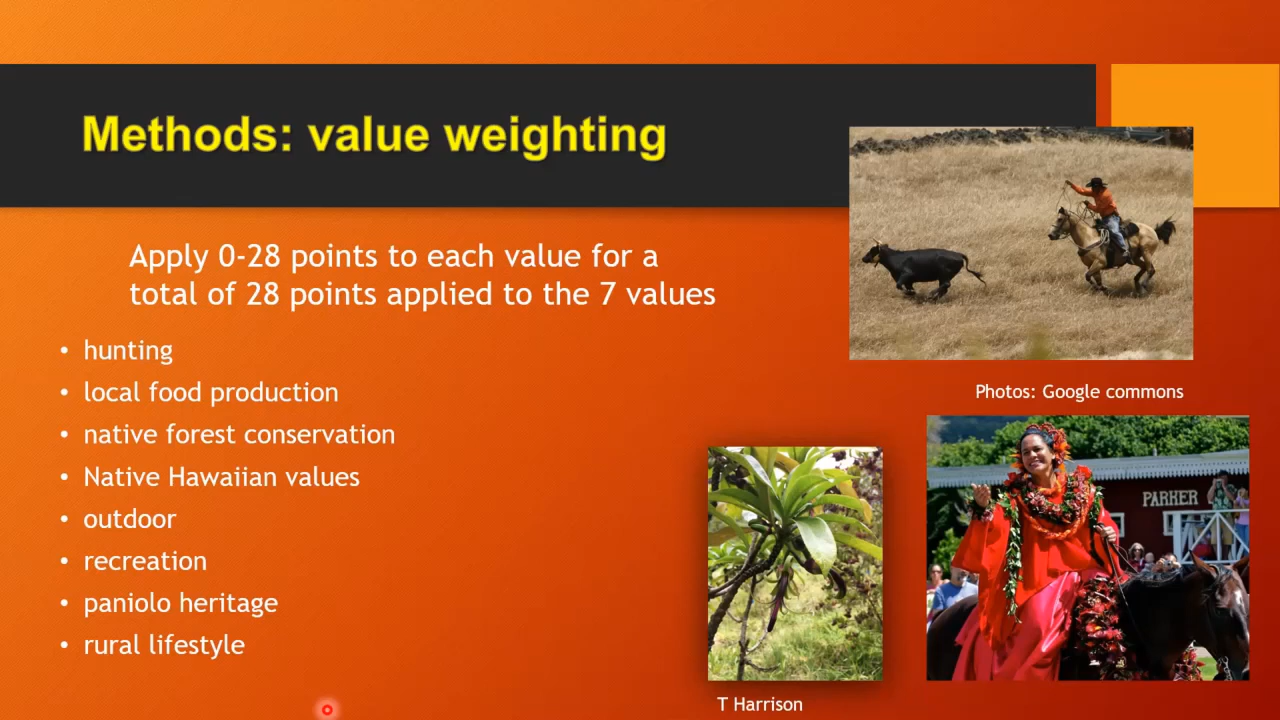 Methods: value weighting
Apply 0-28 points to each value for a
total of 28 points applied to the 7 values
• hunting
• local food production
• native forest conservation
• Native Hawaiian values
• outdoor
• recreation
• paniolo heritage
• rural lifestyle
Photos: Google commons
PARKER
T Harrison